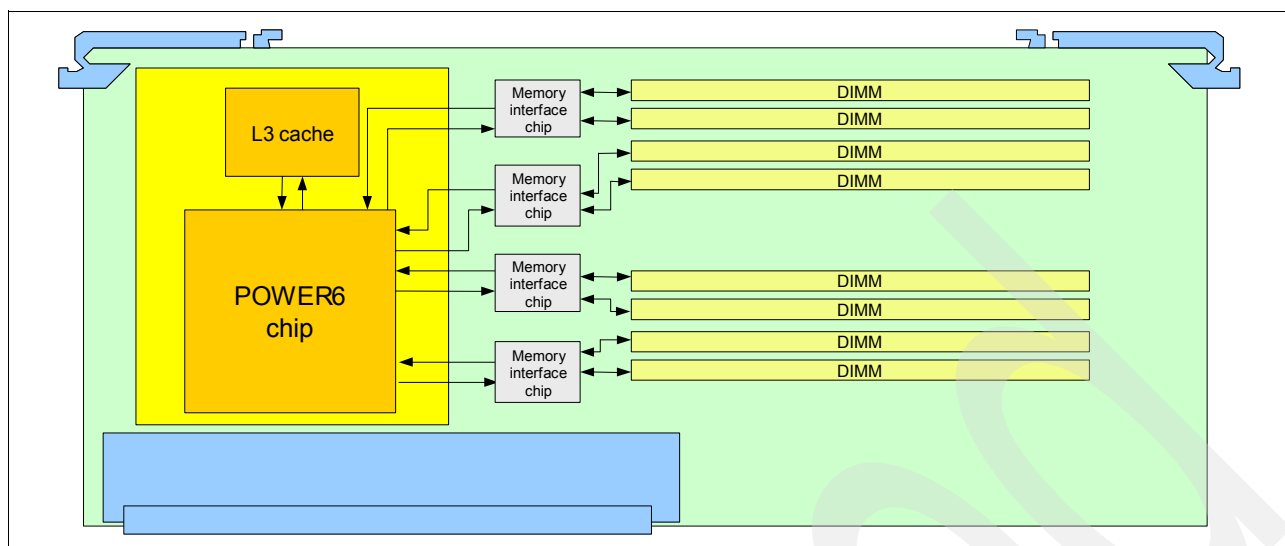 L3 cache
POWER6
chip
Memory
interface
chip
DIMM
DIMM
Memory
interface
chip
DIMM
DIMM
Memory
interface
chip
DIMM
DIMM
Memory
interface
chip
DIMM
DIMM